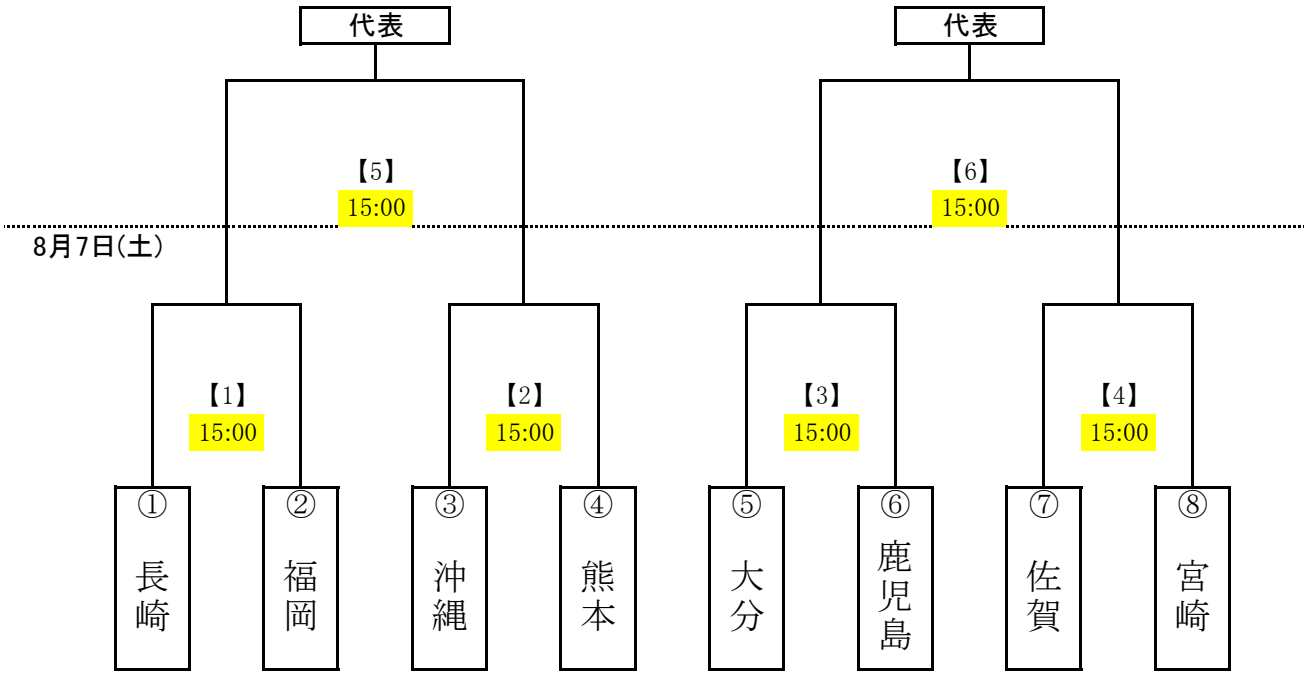 代表
代表
【5】
15:00
【6】
15:00
8月7日(土)
【1】
15:00
【2】
15:00
【3】
15:00
【4】
15:00
①
長崎
②
福岡
③
沖縄
④
熊本
⑤
大分
⑥
鹿児島
⑦
佐賀
⑧
宮崎